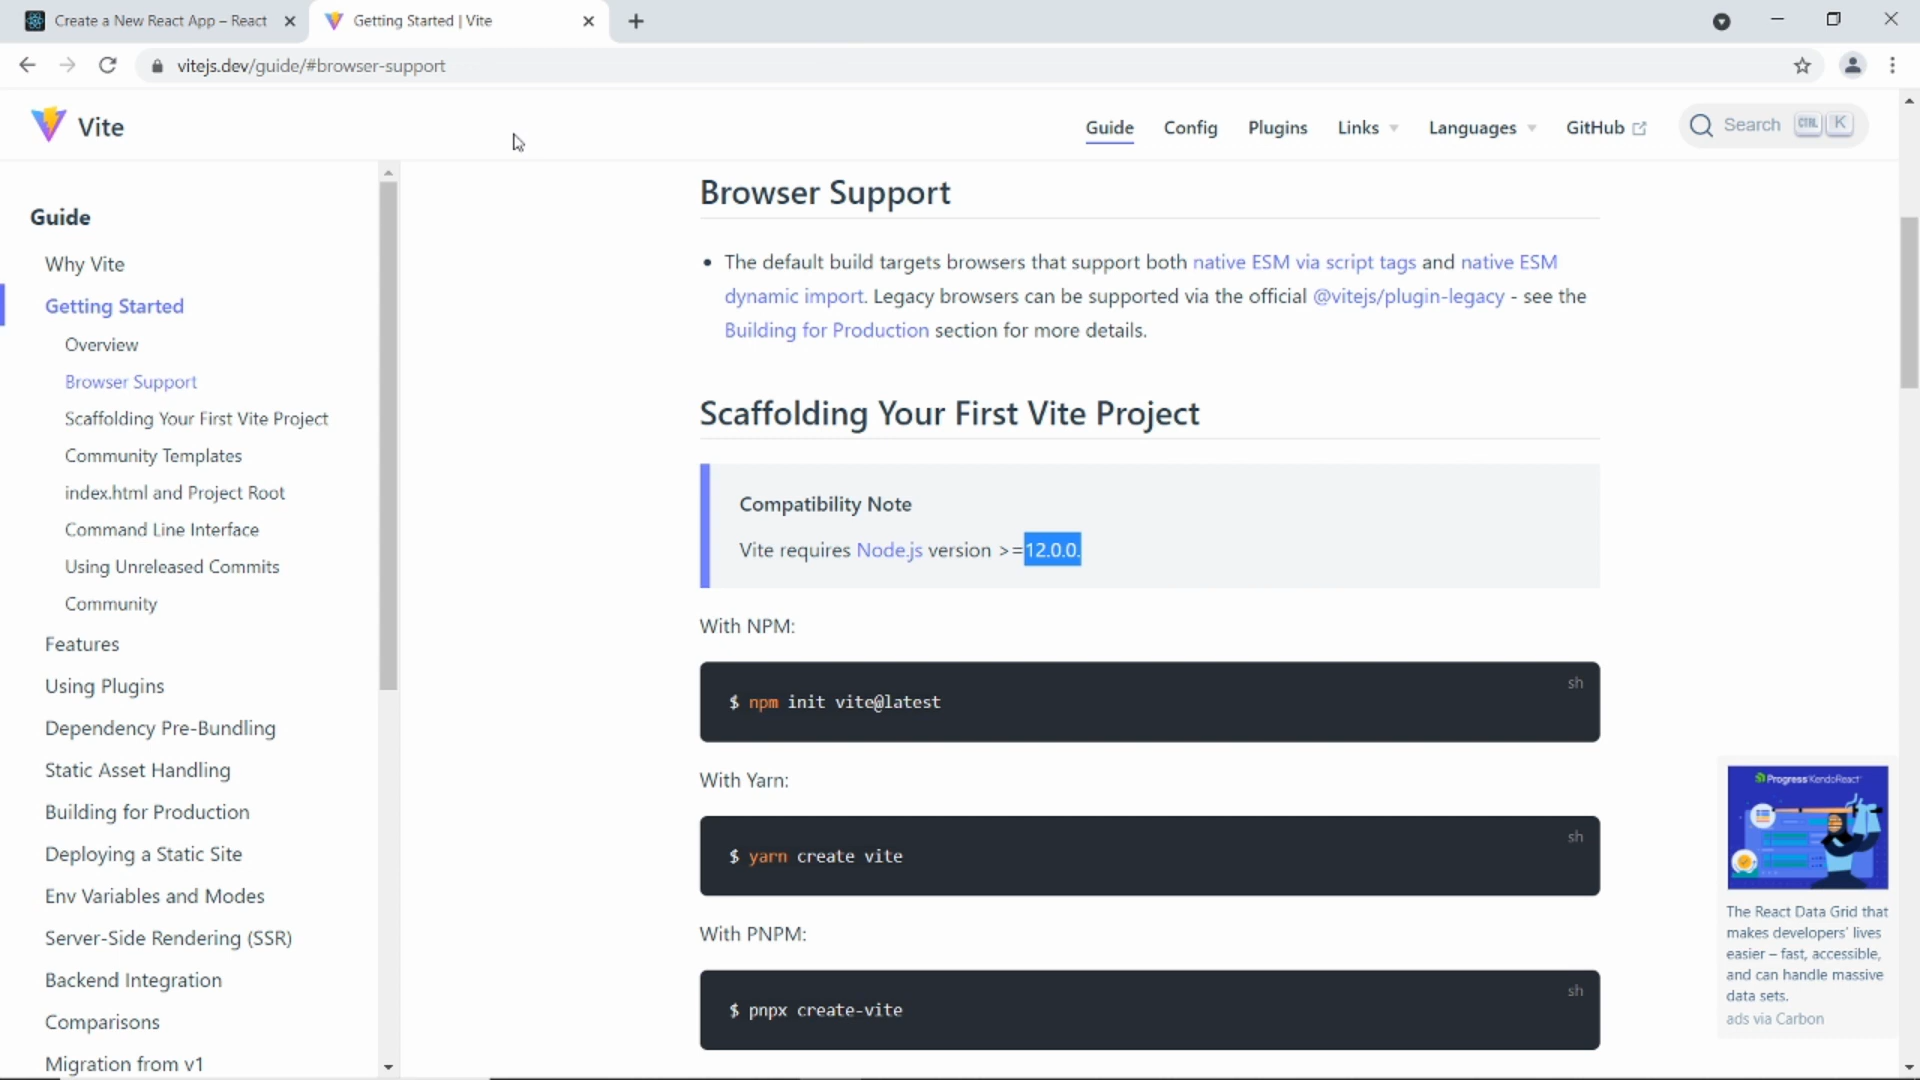 Create a New React App – React
Getting Started | Vite
vitejs.dev/guide/#browser-support
Vite
Guide
Config
Plugins
Links
Languages
GitHub
Search
CTRL
K
Guide
Why Vite
Getting Started
Overview
Browser Support
Scaffolding Your First Vite Project
Community Templates
index.html and Project Root
Command Line Interface
Using Unreleased Commits
Community
Features
Using Plugins
Dependency Pre-Bundling
Static Asset Handling
Building for Production
Deploying a Static Site
Env Variables and Modes
Server-Side Rendering (SSR)
Backend Integration
Comparisons
Migration from v1
Browser Support
• The default build targets browsers that support both native ESM via script tags and native ESM
dynamic import. Legacy browsers can be supported via the official @vitejs/plugin-legacy - see the
Building for Production section for more details.
Scaffolding Your First Vite Project
Compatibility Note
Vite requires Node.js version >=12.0.0.
With NPM:
sh
$ npm init vite@latest
With Yarn:
sh
$ yarn create vite
With PNPM:
sh
$ pnpx create-vite
Progress KendoReact
The React Data Grid that
makes developers' lives
easier – fast, accessible,
and can handle massive
data sets.
ads via Carbon